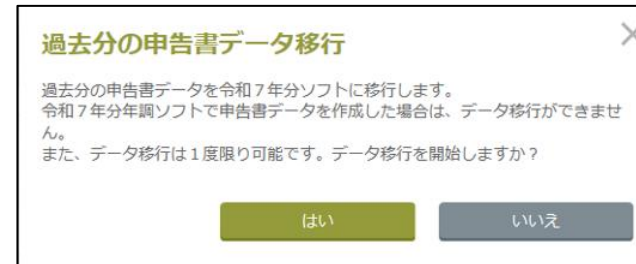 過去分の申告書データ移行
過去分の申告書データを令和７年分ソフトに移行します。
令和７年分年調ソフトで申告書データを作成した場合は、データ移行ができませ
ん。
また、データ移行は１度限り可能です。データ移行を開始しますか？
はい
いいえ